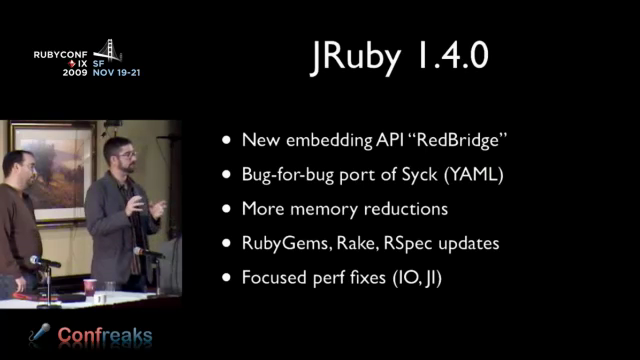 RUBYCONF
IX SF
2009 NOV 19-21
JRuby 1.4.0
New embedding API “RedBridge”
Bug-for-bug port of Syck (YAML)
More memory reductions
RubyGems, Rake, RSpec updates
Focused perf fixes (IO, JI)
Confreaks